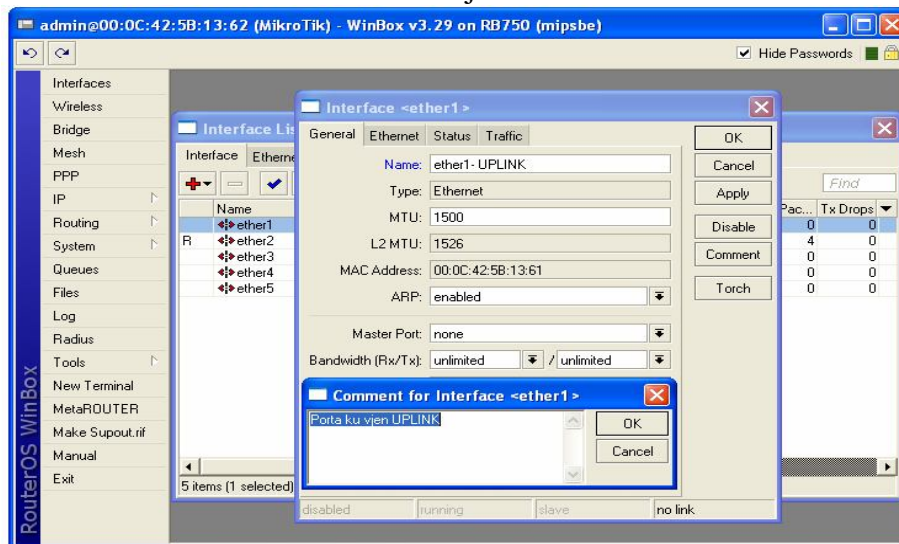 admin@00:0C:42:5B:13:62 (MikroTik) - WinBox v3.29 on RB750 (mipsbe)
Hide Passwords
RouterOS WinBox
Interfaces
Wireless
Bridge
Mesh
PPP
IP
Routing
System
Queues
Files
Log
Radius
Tools
New Terminal
MetaROUTER
Make Supout.rif
Manual
Exit
Interface Lis
Interface Etherne
Find
Name Pac... Tx Drops
ether1 0 0
R ether2 4 0
ether3 0 0
ether4 0 0
ether5 0 0
5 items (1 selected)
Interface <ether1>
General Ethernet Status Traffic
Name: ether1- UPLINK
Type: Ethernet
MTU: 1500
L2 MTU: 1526
MAC Address: 00:0C:42:5B:13:61
ARP: enabled
Master Port: none
Bandwidth (Rx/Tx): unlimited / unlimited
OK
Cancel
Apply
Disable
Comment
Torch
Comment for Interface <ether1>
Porta ku vjen UPLINK
OK
Cancel
disabled running slave no link